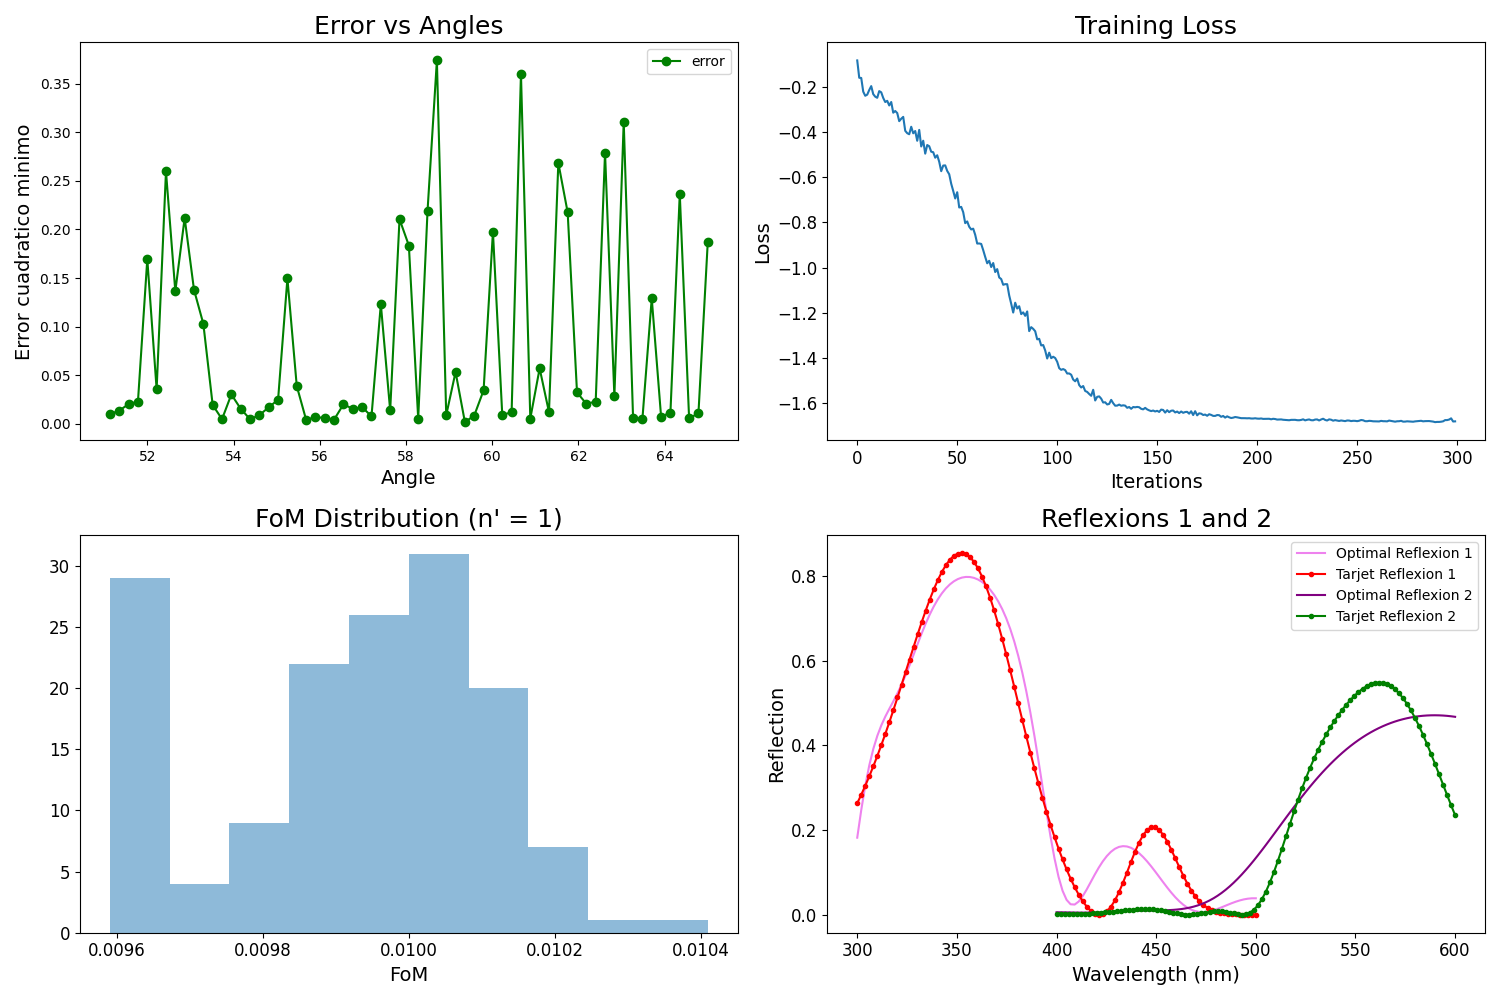 Error vs Angles
Error cuadratico minimo
0.35
0.30
0.25
0.20
0.15
0.10
0.05
0.00
52 54 56 58 60 62 64
Angle
error
Training Loss
Loss
−0.2
−0.4
−0.6
−0.8
−1.0
−1.2
−1.4
−1.6
0 50 100 150 200 250 300
Iterations
FoM Distribution (n' = 1)
30
25
20
15
10
5
0
0.0096 0.0098 0.0100 0.0102 0.0104
FoM
Reflexions 1 and 2
Reflection
0.8
0.6
0.4
0.2
0.0
300 350 400 450 500 550 600
Wavelength (nm)
Optimal Reflexion 1
Tarjet Reflexion 1
Optimal Reflexion 2
Tarjet Reflexion 2